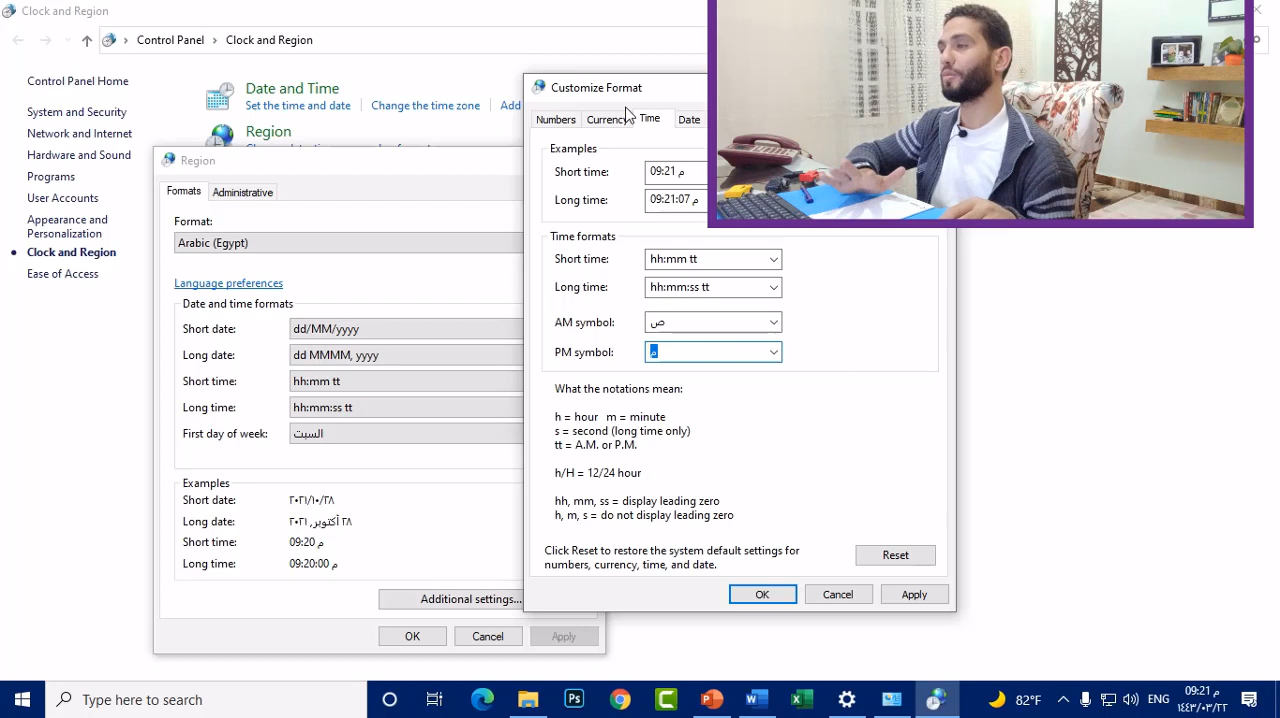 Clock and Region
Control Panel
Clock and Region
Control Panel Home
System and Security
Network and Internet
Hardware and Sound
Programs
User Accounts
Appearance and
Personalization
Clock and Region
Ease of Access
Date and Time
Set the time and date
Change the time zone
Add
Region
Region
Formats
Administrative
Format:
Arabic (Egypt)
Language preferences
Date and time formats
Short date:
dd/MM/yyyy
Long date:
dd MMMM, yyyy
Short time:
hh:mm tt
Long time:
hh:mm:ss tt
First day of week:
السبت
Examples
Short date:
٢٠٢١/١٠/٢٨
Long date:
٢٨ أكتوبر, ٢٠٢١
Short time:
09:20 م
Long time:
09:20:00 م
Additional settings...
OK
Cancel
Apply
Customize Format
Numbers
Currency
Time
Date
Examples
Short time:
09:21 م
Long time:
09:21:07 م
Time formats
Short time:
hh:mm tt
Long time:
hh:mm:ss tt
AM symbol:
ص
PM symbol:
م
What the notations mean:
h = hour m = minute
s = second (long time only)
tt = A.M. or P.M.
h/H = 12/24 hour
hh, mm, ss = display leading zero
h, m, s = do not display leading zero
Click Reset to restore the system default settings for
numbers, currency, time, and date.
Reset
OK
Cancel
Apply
Type here to search
Ps
82°F
ENG
09:21 م
١٤٤٣/٠٣/٢٢